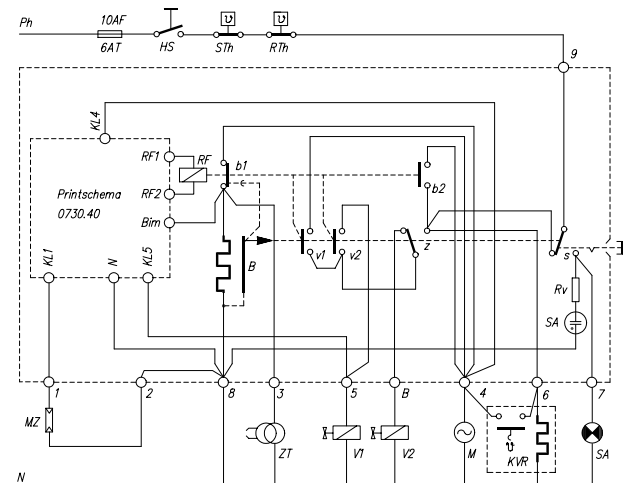 Ph
10AF
6AT
HS
STh
RTh
9
KL4
RF1
RF
b1
Printschema
0730.40
RF2
b2
Bim
KL1
N
KL5
B
v1
v2
z
s
Rv
SA
1
2
8
3
5
B
4
6
7
MZ
ZT
V1
V2
M
KVR
SA
N